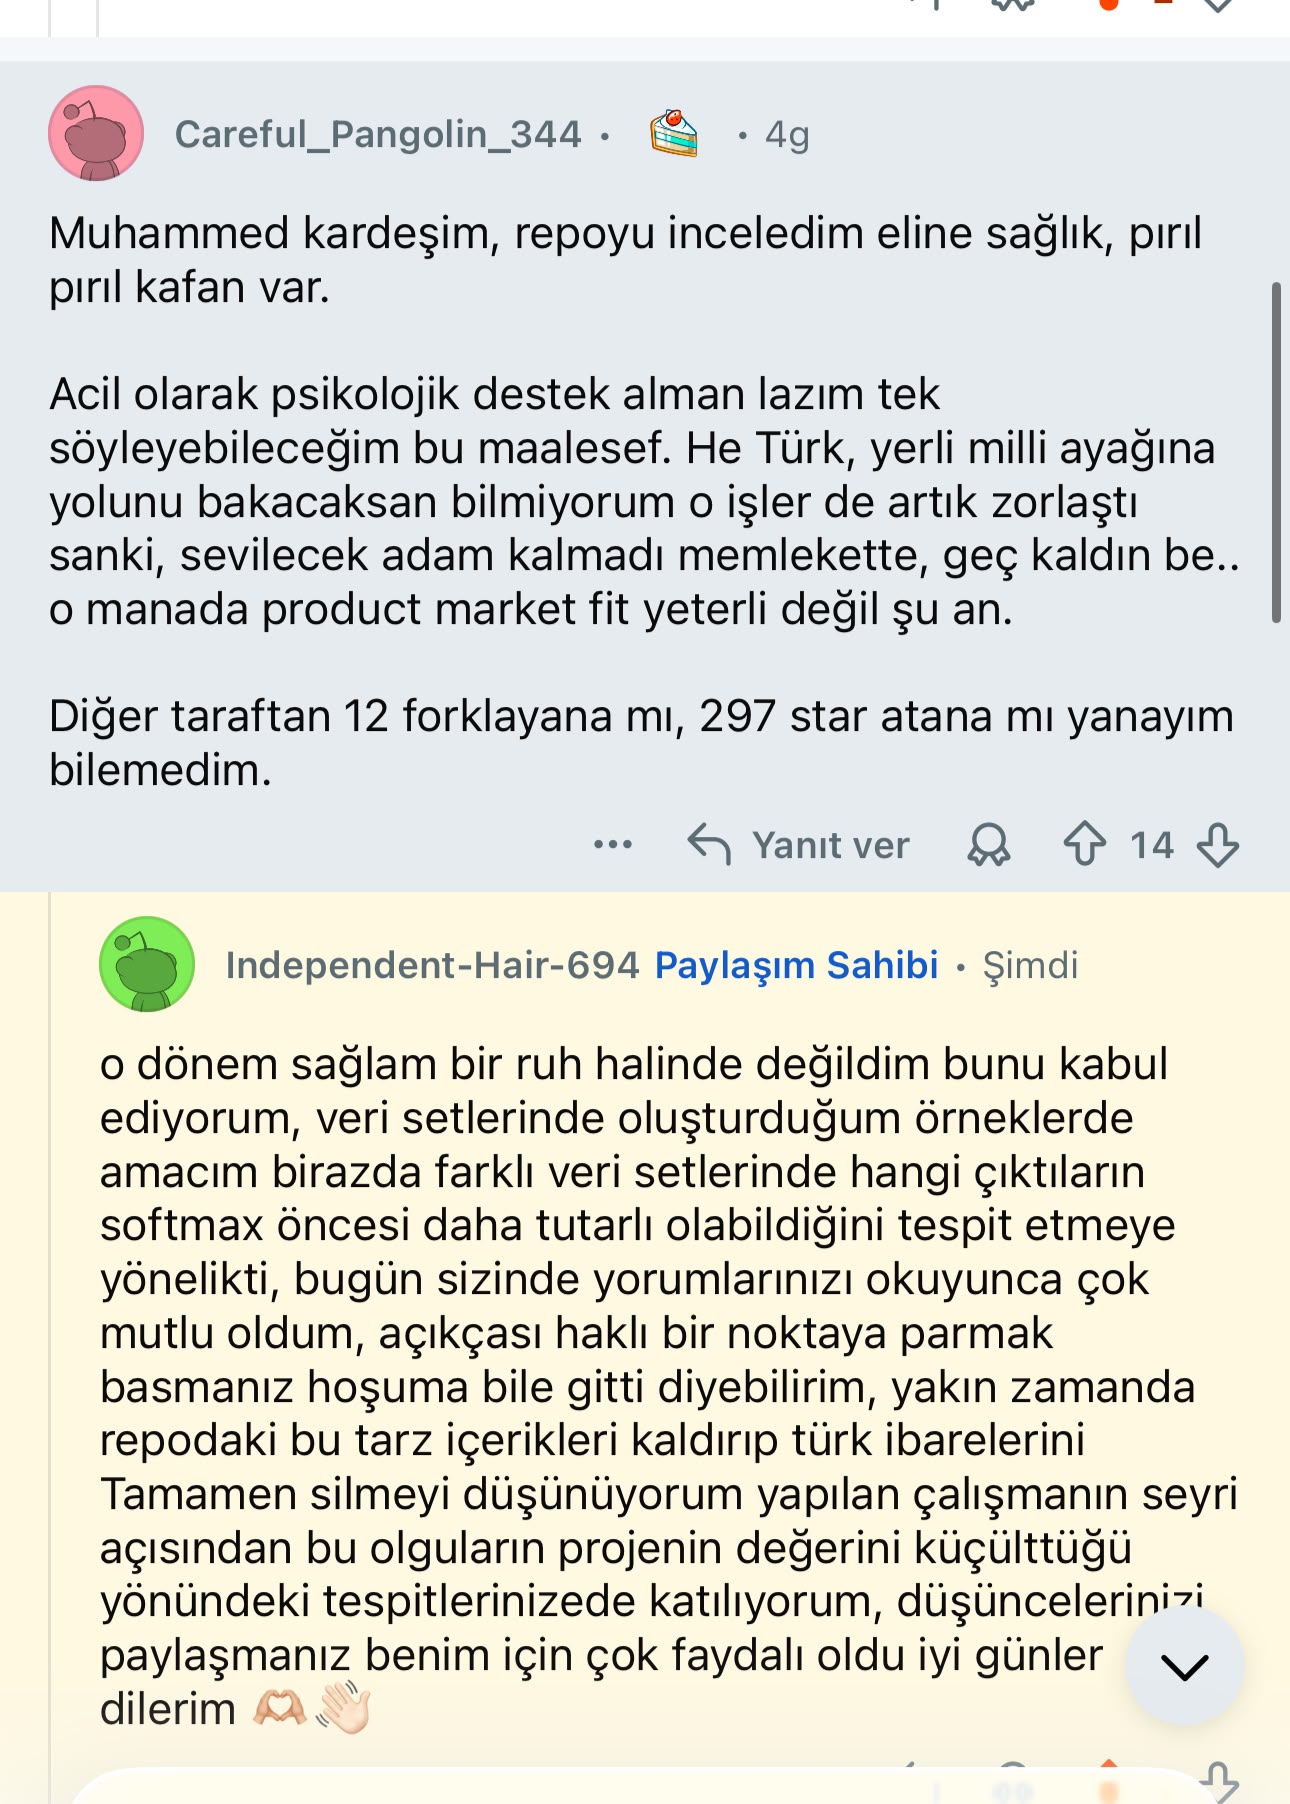 Careful_Pangolin_344 • • 4g
Muhammed kardeşim, repoyu inceledim eline sağlık, pırıl
pırıl kafan var.
Acil olarak psikolojik destek alman lazım tek
söyleyebileceğim bu maalesef. He Türk, yerli milli ayağına
yolunu bakacaksan bilmiyorum o işler de artık zorlaştı
sanki, sevilecek adam kalmadı memlekette, geç kaldın be..
o manada product market fit yeterli değil şu an.
Diğer taraftan 12 forklayana mı, 297 star atana mı yanayım
bilemedim.
Yanıt ver 14
Independent-Hair-694 Paylaşım Sahibi • Şimdi
o dönem sağlam bir ruh halinde değildim bunu kabul
ediyorum, veri setlerinde oluşturduğum örneklerde
amacım birazda farklı veri setlerinde hangi çıktıların
softmax öncesi daha tutarlı olabildiğini tespit etmeye
yönelikti, bugün sizinde yorumlarınızı okuyunca çok
mutlu oldum, açıkçası haklı bir noktaya parmak
basmanız hoşuma bile gitti diyebilirim, yakın zamanda
repodaki bu tarz içerikleri kaldırıp türk ibarelerini
Tamamen silmeyi düşünüyorum yapılan çalışmanın seyri
açısından bu olguların projenin değerini küçülttüğü
yönündeki tespitlerinizede katılıyorum, düşüncelerinizi
paylaşmanız benim için çok faydalı oldu iyi günler
dilerim 🫶🏻👋🏻